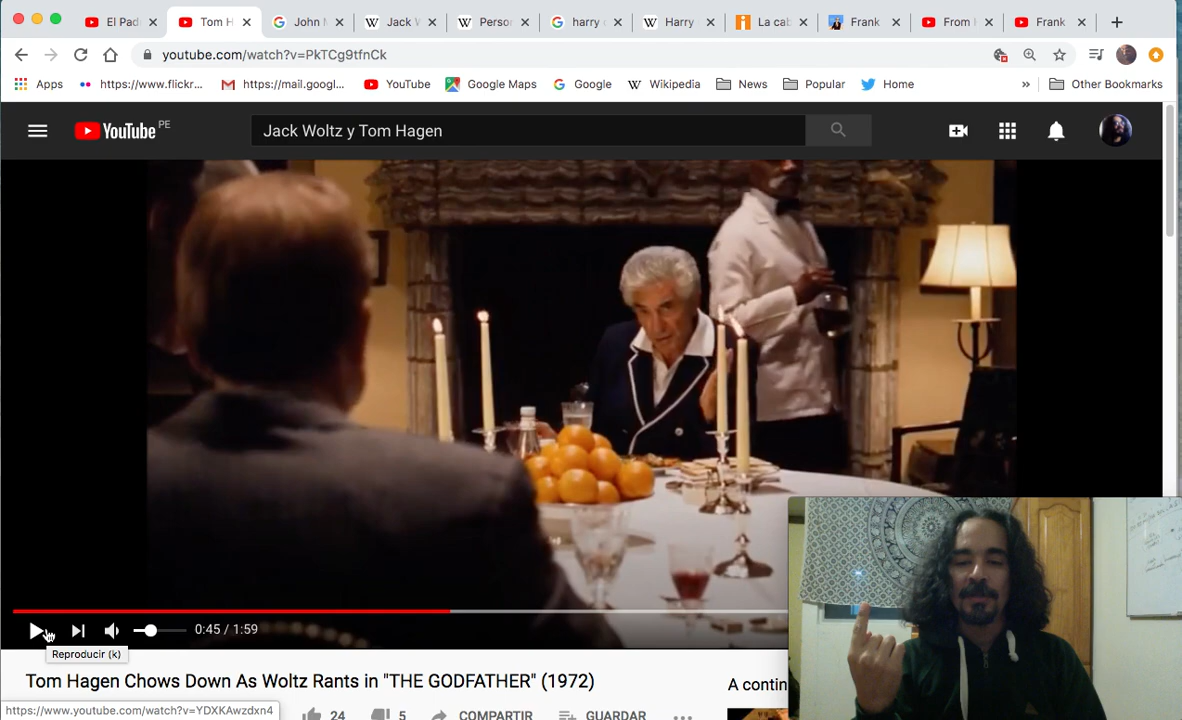 El Pad
Tom H
John M
Jack W
Perso
harry c
Harry
La cab
Frank
From H
Frank
youtube.com/watch?v=PkTCg9tfnCk
Apps
https://www.flickr...
https://mail.googl...
YouTube
Google Maps
Google
Wikipedia
News
Popular
Home
»
Other Bookmarks
YouTube PE
Jack Woltz y Tom Hagen
0:45 / 1:59
Reproducir (k)
Tom Hagen Chows Down As Woltz Rants in "THE GODFATHER" (1972)
A contin
https://www.youtube.com/watch?v=YDXKAwzdxn4
24
5
COMPARTIR
GUARDAR